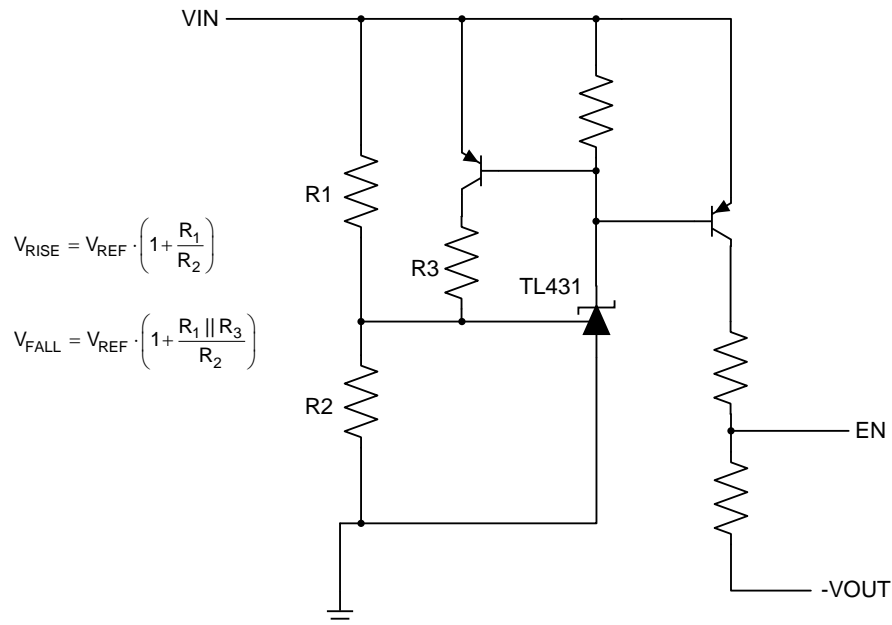 VIN
R1
V_RISE = V_REF · (1 + R_1 / R_2)
R3
TL431
V_FALL = V_REF · (1 + R_1 || R_3 / R_2)
R2
EN
-VOUT